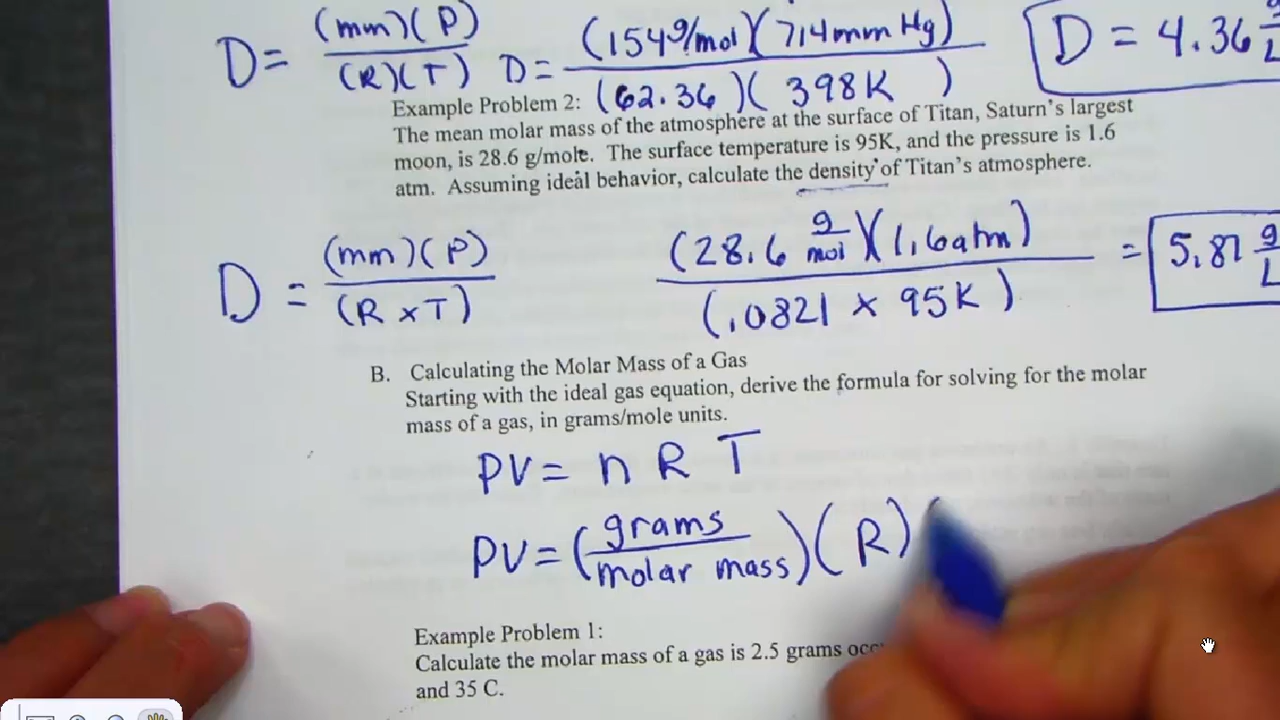 D = (mm)(P) / (R)(T) D = (154 g/mol)(714mm Hg) / (62.36)(398K) D = 4.36 g/L
Example Problem 2:
The mean molar mass of the atmosphere at the surface of Titan, Saturn's largest
moon, is 28.6 g/mole. The surface temperature is 95K, and the pressure is 1.6
atm. Assuming ideal behavior, calculate the density of Titan's atmosphere.
D = (mm)(P) / (R x T) (28.6 g/mol)(1.6atm) / (.0821 x 95K) = 5.87 g/L
B. Calculating the Molar Mass of a Gas
Starting with the ideal gas equation, derive the formula for solving for the molar
mass of a gas, in grams/mole units.
PV = n R T
PV = (grams / molar mass)(R)(
Example Problem 1:
Calculate the molar mass of a gas is 2.5 grams
and 35 C.